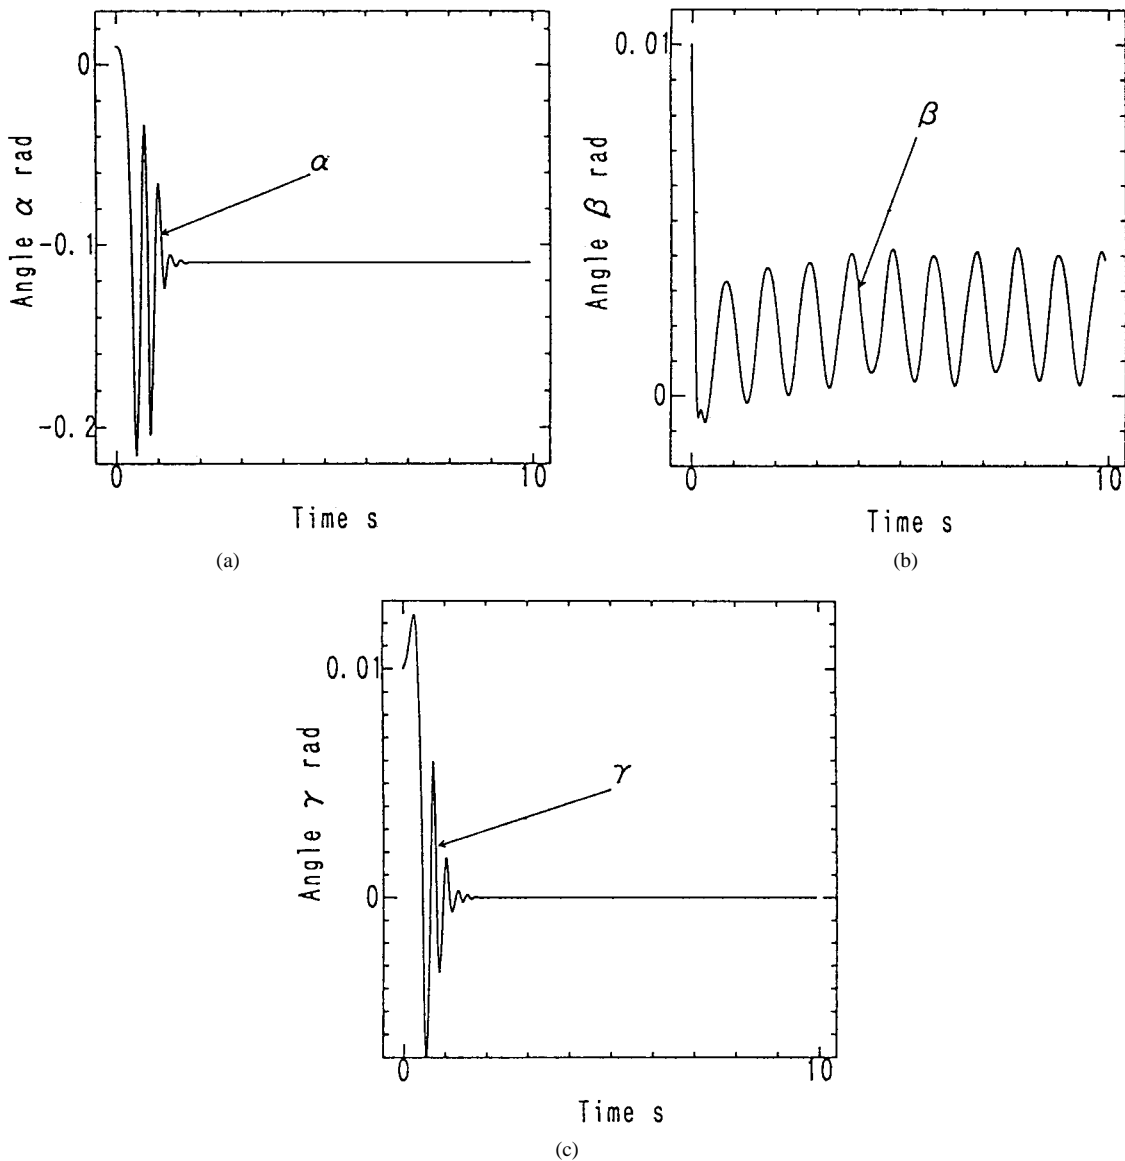 0
-0.1
-0.2
Angle α rad
α
0
10
Time s
(a)
0.01
0
Angle β rad
β
0
10
Time s
(b)
0.01
0
Angle γ rad
γ
0
10
Time s
(c)